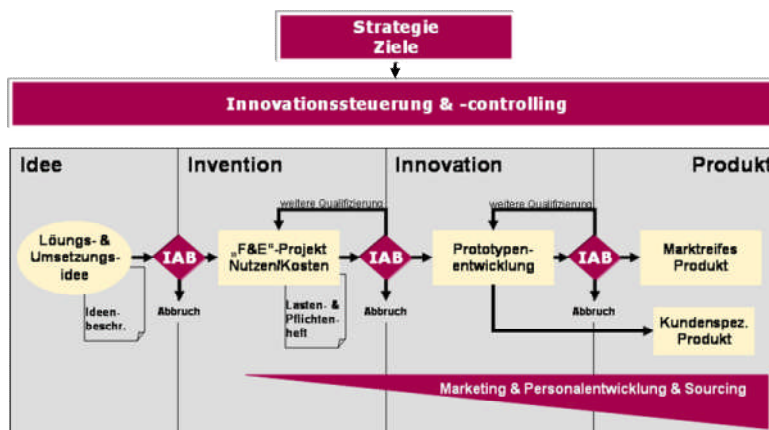 Strategie
Ziele
Innovationssteuerung & -controlling
Idee
Invention
Innovation
Produkt
weitere Qualifizierung
weitere Qualifizierung
Löungs- &
Umsetzungs-
idee
IAB
„F&E“-Projekt
Nutzen/Kosten
IAB
Prototypen-
entwicklung
IAB
Marktreifes
Produkt
Ideen-
beschr.
Abbruch
Lasten- &
Pflichten-
heft
Abbruch
Abbruch
Kundenspez.
Produkt
Marketing & Personalentwicklung & Sourcing